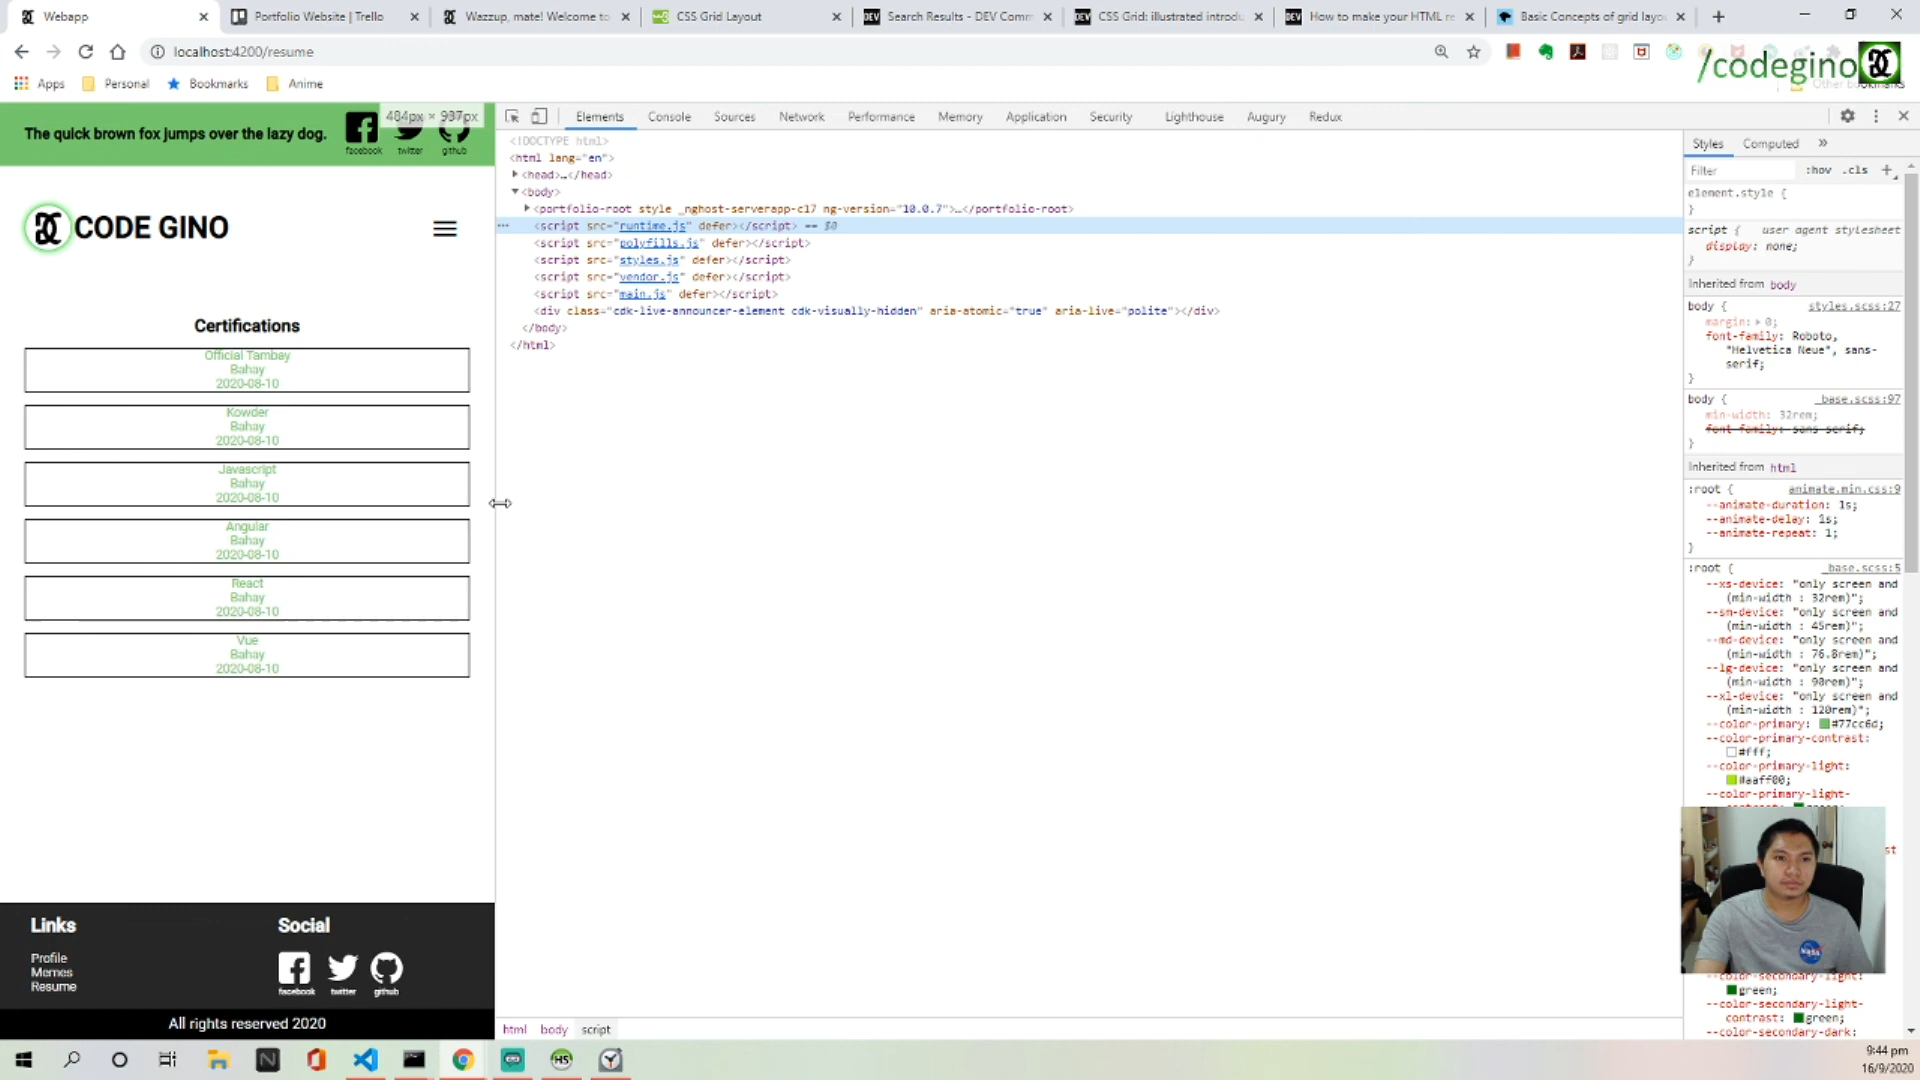 Webapp
Portfolio Website | Trello
Wazzup, mate! Welcome to
CSS Grid Layout
Search Results - DEV Comm
CSS Grid: illustrated introdu
How to make your HTML re
Basic Concepts of grid layo
localhost:4200/resume
/codegino
Apps
Personal
Bookmarks
Anime
Other bookmarks
The quick brown fox jumps over the lazy dog.
facebook
twitter
github
484px × 937px
CODE GINO
Certifications
Official Tambay
Bahay
2020-08-10
Kowder
Bahay
2020-08-10
Javascript
Bahay
2020-08-10
Angular
Bahay
2020-08-10
React
Bahay
2020-08-10
Vue
Bahay
2020-08-10
Links
Profile
Memes
Resume
Social
facebook
twitter
github
All rights reserved 2020
Elements
Console
Sources
Network
Performance
Memory
Application
Security
Lighthouse
Augury
Redux
<!DOCTYPE html>
<html lang="en">
<head>…</head>
<body>
<portfolio-root style _nghost-serverapp-c17 ng-version="10.0.7">…</portfolio-root>
<script src="runtime.js" defer></script> == $0
<script src="polyfills.js" defer></script>
<script src="styles.js" defer></script>
<script src="vendor.js" defer></script>
<script src="main.js" defer></script>
<div class="cdk-live-announcer-element cdk-visually-hidden" aria-atomic="true" aria-live="polite"></div>
</body>
</html>
html
body
script
Styles
Computed
Filter
:hov
.cls
element.style {
}
script { user agent stylesheet
display: none;
}
Inherited from body
body { styles.scss:27
margin: 0;
font-family: Roboto,
"Helvetica Neue", sans-
serif;
}
body { _base.scss:97
min-width: 32rem;
font-family: sans-serif;
}
Inherited from html
:root { animate.min.css:9
--animate-duration: 1s;
--animate-delay: 1s;
--animate-repeat: 1;
}
:root { _base.scss:5
--xs-device: "only screen and
(min-width : 32rem)";
--sm-device: "only screen and
(min-width : 45rem)";
--md-device: "only screen and
(min-width : 76.8rem)";
--lg-device: "only screen and
(min-width : 90rem)";
--xl-device: "only screen and
(min-width : 120rem)";
--color-primary: #77cc6d;
--color-primary-contrast:
#fff;
--color-primary-light:
#aaff00;
--color-primary-light-
contrast: green;
NASA
--color-secondary-light:
green;
--color-secondary-light-
contrast: green;
--color-secondary-dark:
9:44 pm
16/9/2020